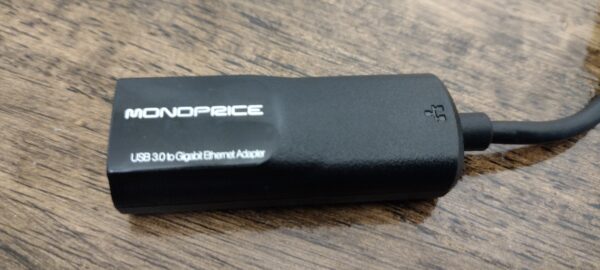 MONOPRICE
USB 3.0 to Gigabit Ethernet Adapter